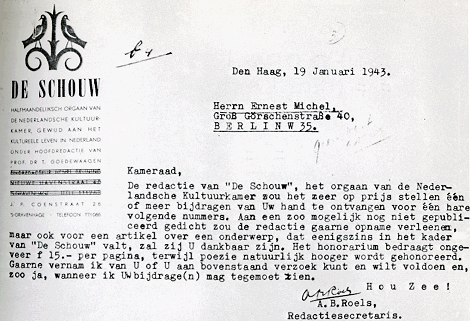 DE SCHOUW
HALFMAANDELIJKSCH ORGAAN VAN
DE NEDERLANDSCHE KULTUUR-
KAMER, GEWIJD AAN HET
KULTUREELE LEVEN IN NEDERLAND
ONDER HOOFDREDACTIE VAN
PROF. DR T. GOEDEWAAGEN
J. P. COENSTRAAT 26
'S-GRAVENHAGE - TELEFOON 771085
Den Haag, 19 Januari 1943.
Herrn Ernest Michel,
Groß Görschenstraße 40,
BERLIN W 35.
Kameraad,
De redactie van "De Schouw", het orgaan van de Neder-
landsche Kultuurkamer zou het zeer op prijs stellen één
of meer bijdragen van Uw hand te ontvangen voor één harer
volgende nummers. Aan een zoo mogelijk nog niet gepubli-
ceerd gedicht zou de redactie gaarne opname verleenen,
maar ook voor een artikel over een onderwerp, dat eenigszins in het kader
van "De Schouw" valt, zal zij U dankbaar zijn. Het honorarium bedraagt onge-
veer f 15.- per pagina, terwijl poezie natuurlijk hooger wordt gehonoreerd.
Gaarne vernam ik van U of U aan bovenstaand verzoek kunt en wilt voldoen en,
zoo ja, wanneer ik Uw bijdrage(n) mag tegemoet zien.
Hou Zee!
A.B. Roels
A.B.Roels,
Redactiesecretaris.